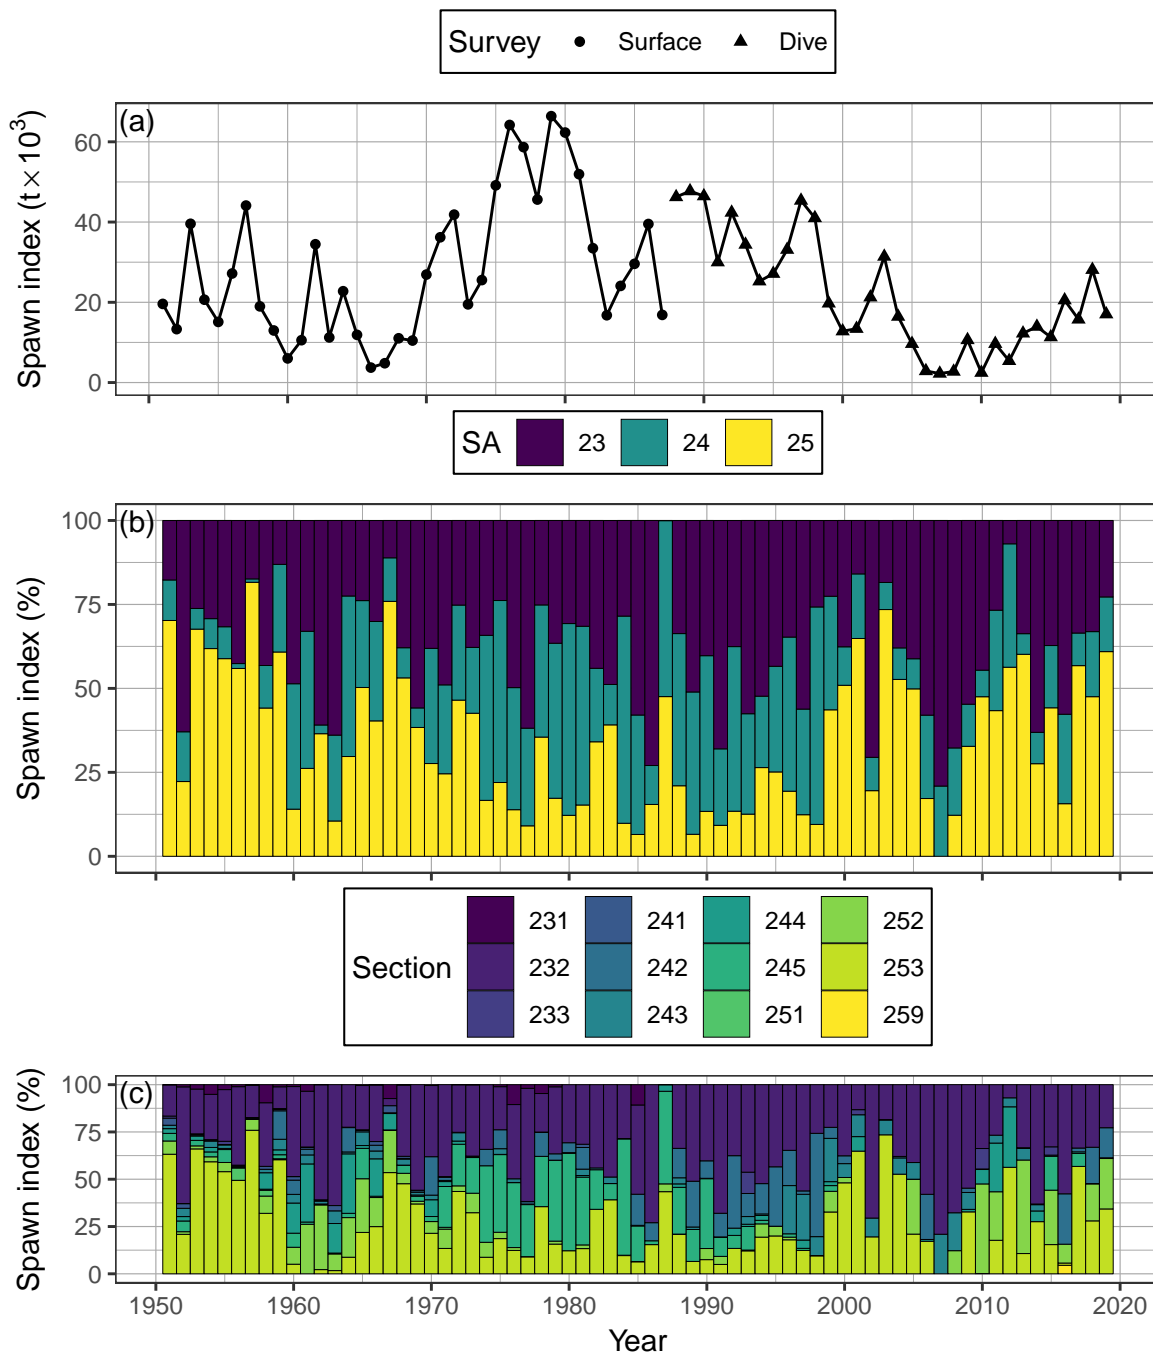 Survey Surface Dive
(a)
Spawn index (t × 10³)
60
40
20
0
SA 23 24 25
(b)
Spawn index (%)
100
75
50
25
0
Section
231 241 244 252
232 242 245 253
233 243 251 259
(c)
Spawn index (%)
100
75
50
25
0
1950 1960 1970 1980 1990 2000 2010 2020
Year